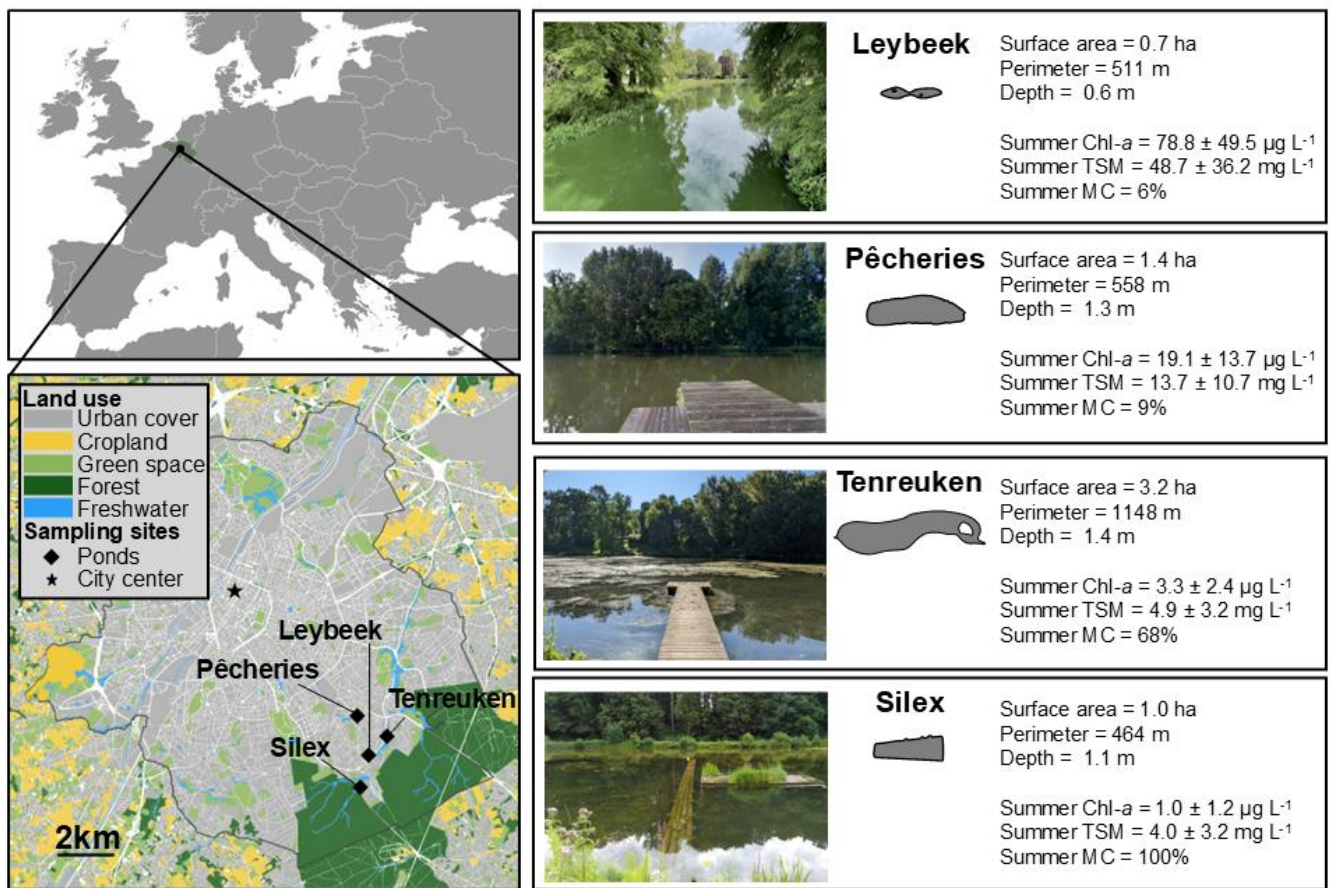 Land use
Urban cover
Cropland
Green space
Forest
Freshwater
Sampling sites
Ponds
City center
Leybeek
Pêcheries
Tenreuken
Silex
2km
Leybeek
Surface area = 0.7 ha
Perimeter = 511 m
Depth = 0.6 m
Summer Chl-a = 78.8 ± 49.5 µg L-1
Summer TSM = 48.7 ± 36.2 mg L-1
Summer MC = 6%
Pêcheries
Surface area = 1.4 ha
Perimeter = 558 m
Depth = 1.3 m
Summer Chl-a = 19.1 ± 13.7 µg L-1
Summer TSM = 13.7 ± 10.7 mg L-1
Summer MC = 9%
Tenreuken
Surface area = 3.2 ha
Perimeter = 1148 m
Depth = 1.4 m
Summer Chl-a = 3.3 ± 2.4 µg L-1
Summer TSM = 4.9 ± 3.2 mg L-1
Summer MC = 68%
Silex
Surface area = 1.0 ha
Perimeter = 464 m
Depth = 1.1 m
Summer Chl-a = 1.0 ± 1.2 µg L-1
Summer TSM = 4.0 ± 3.2 mg L-1
Summer MC = 100%